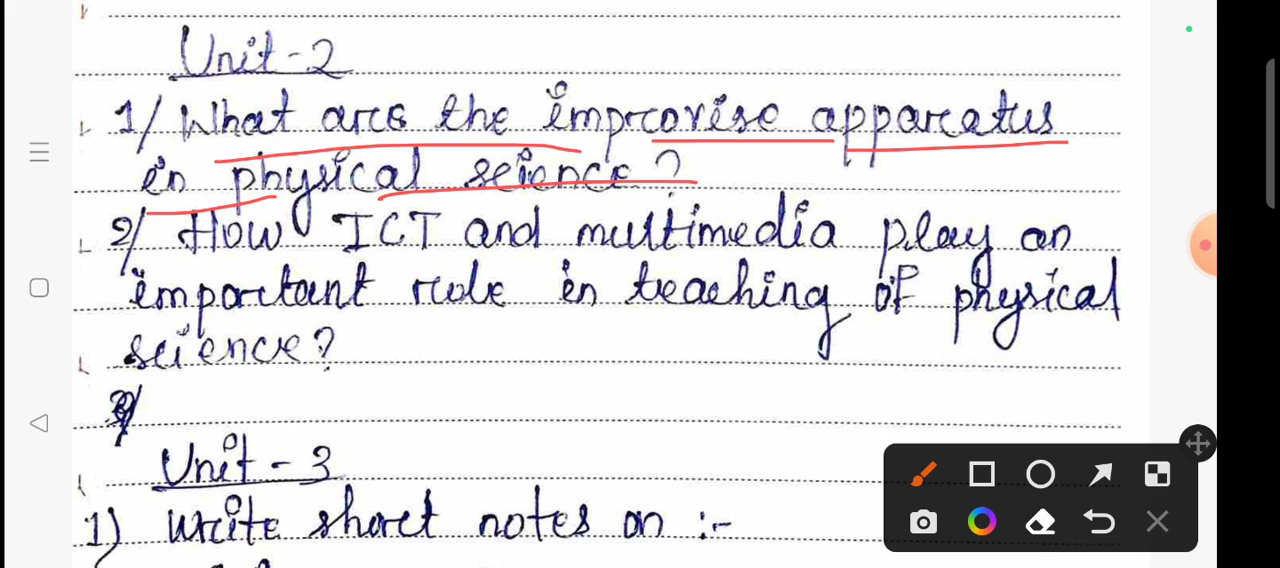 Unit-2
1/ What are the improvise apparatus
in physical science?
2/ How ICT and multimedia play an
important role in teaching of physical
science?
Unit-3
1) Write short notes on :-